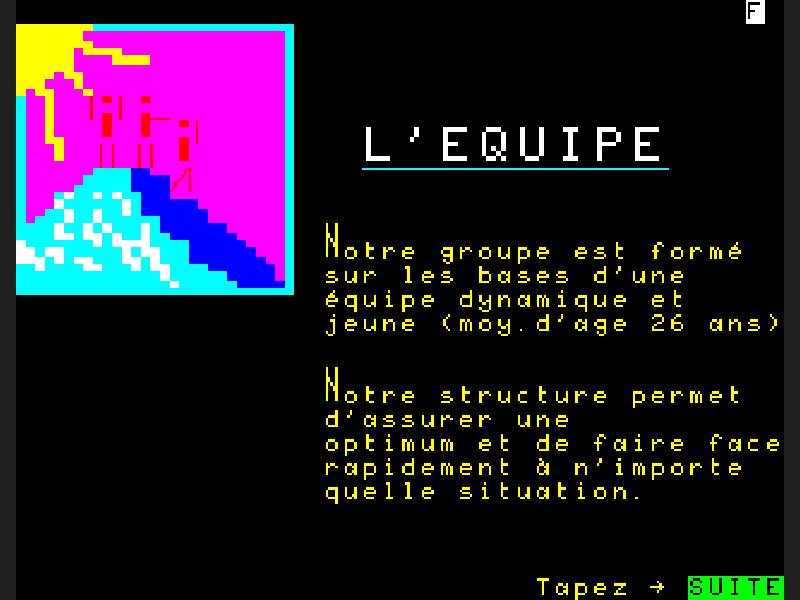 F
L'EQUIPE
Notre groupe est formé
sur les bases d'une
équipe dynamique et
jeune (moy.d'age 26 ans)
Notre structure permet
d'assurer une
optimum et de faire face
rapidement à n'importe
quelle situation.
Tapez → SUITE